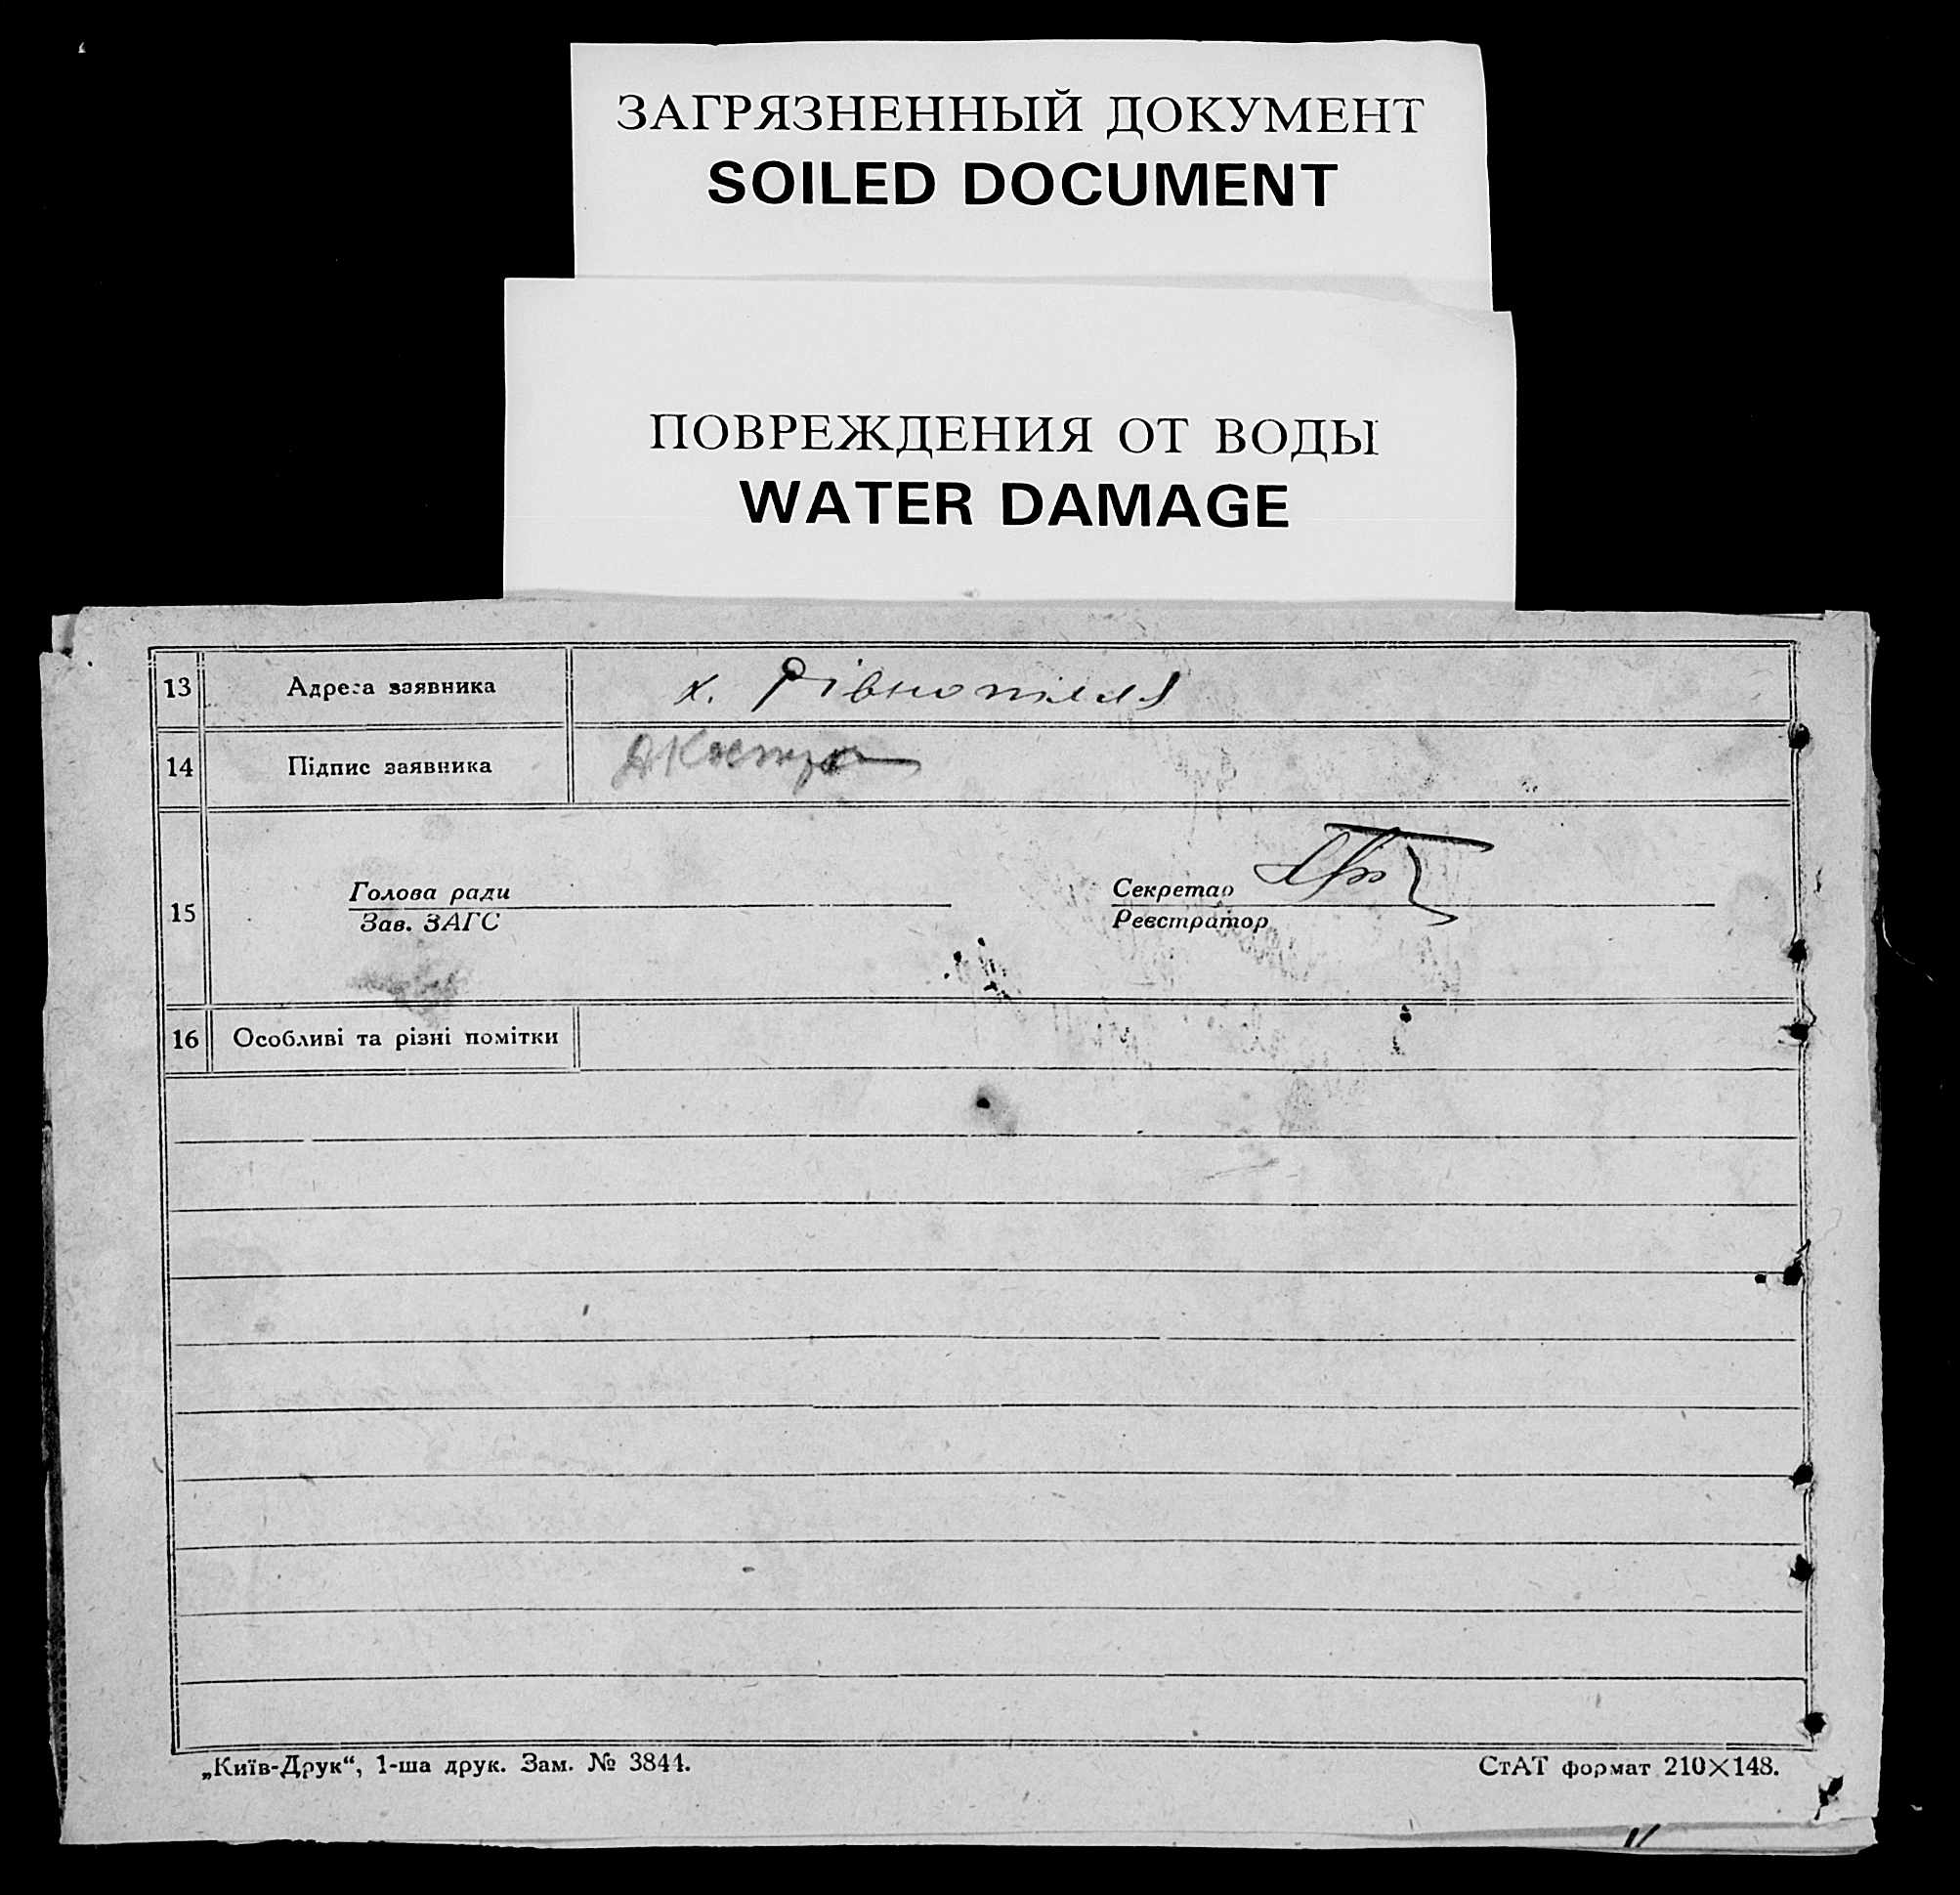 ЗАГРЯЗНЕННЫЙ ДОКУМЕНТ
SOILED DOCUMENT
ПОВРЕЖДЕНИЯ ОТ ВОДЫ
WATER DAMAGE
13 Адреса заявника х. Рівнопілля
14 Підпис заявника
15 Голова ради Секретар
Зав. ЗАГС Реєстратор
16 Особливі та різні помітки
„Київ-Друк“, 1-ша друк. Зам. № 3844. СтАТ формат 210×148.